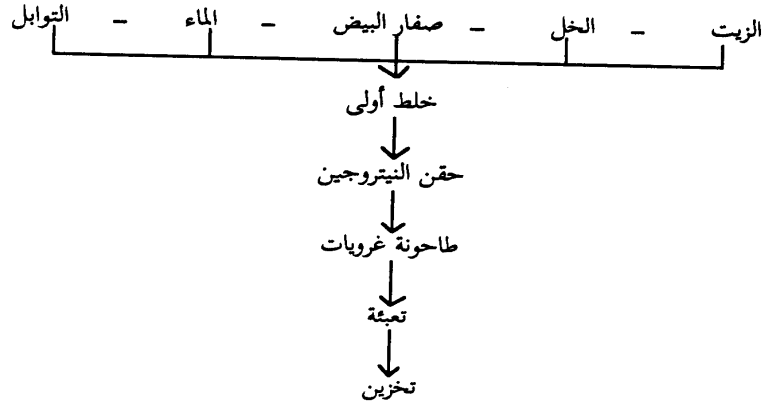 الزيت – الخل – صفار البيض – الماء – التوابل
خلط أولى
حقن النيتروجين
طاحونة غرويات
تعبئة
تخزين